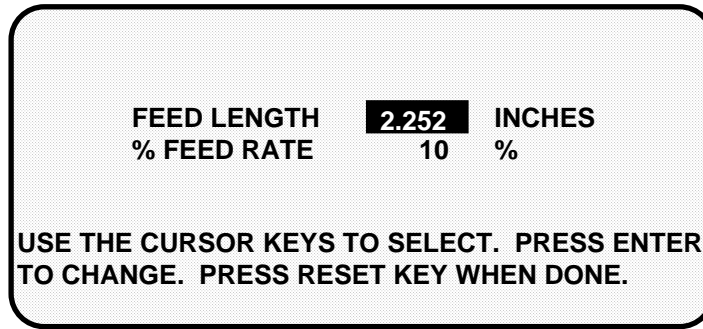 FEED LENGTH 2.252 INCHES
% FEED RATE 10 %
USE THE CURSOR KEYS TO SELECT. PRESS ENTER
TO CHANGE. PRESS RESET KEY WHEN DONE.